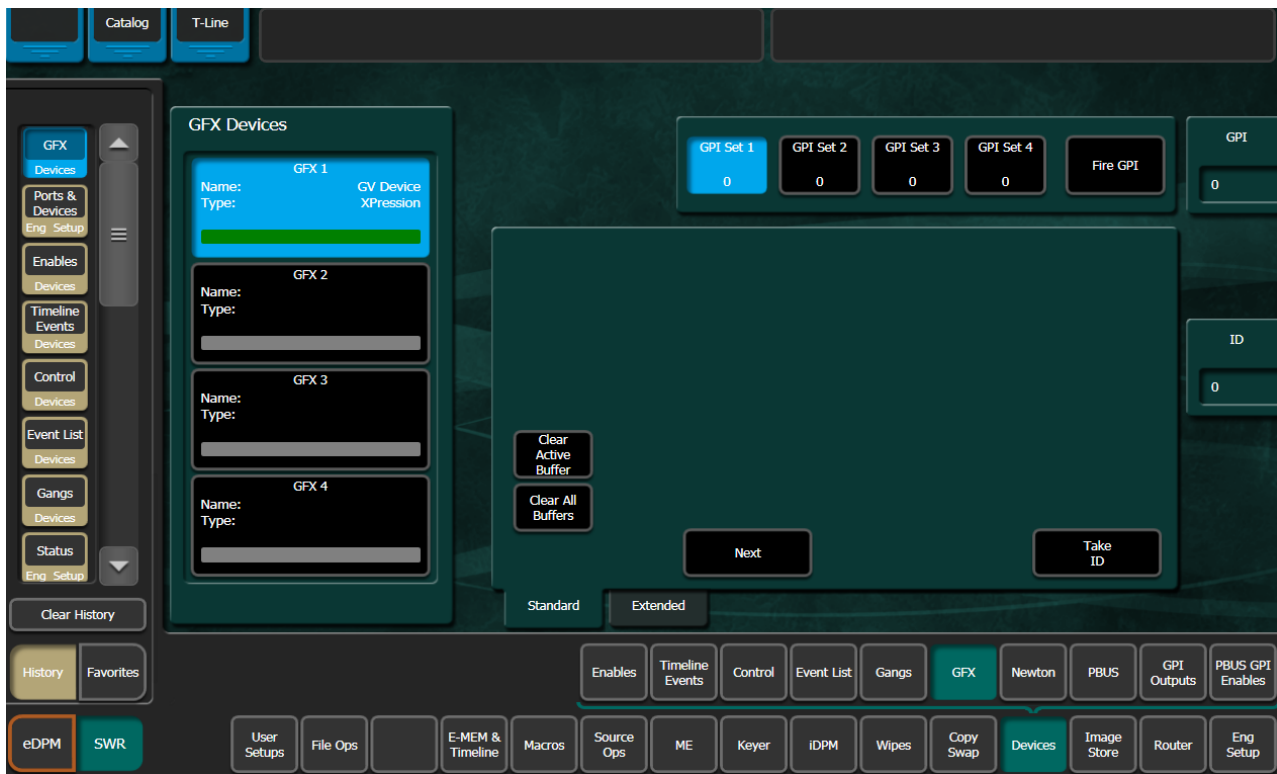 Catalog
T-Line
GFX
Devices
Ports &
Devices
Eng Setup
Enables
Devices
Timeline
Events
Devices
Control
Devices
Event List
Devices
Gangs
Devices
Status
Eng Setup
Clear History
History
Favorites
GFX Devices
GFX 1
Name: GV Device
Type: XPression
GFX 2
Name:
Type:
GFX 3
Name:
Type:
GFX 4
Name:
Type:
GPI Set 1
0
GPI Set 2
0
GPI Set 3
0
GPI Set 4
0
Fire GPI
GPI
0
ID
0
Clear
Active
Buffer
Clear All
Buffers
Next
Take
ID
Standard
Extended
Enables
Timeline
Events
Control
Event List
Gangs
GFX
Newton
PBUS
GPI
Outputs
PBUS GPI
Enables
eDPM
SWR
User
Setups
File Ops
E-MEM &
Timeline
Macros
Source
Ops
ME
Keyer
iDPM
Wipes
Copy
Swap
Devices
Image
Store
Router
Eng
Setup